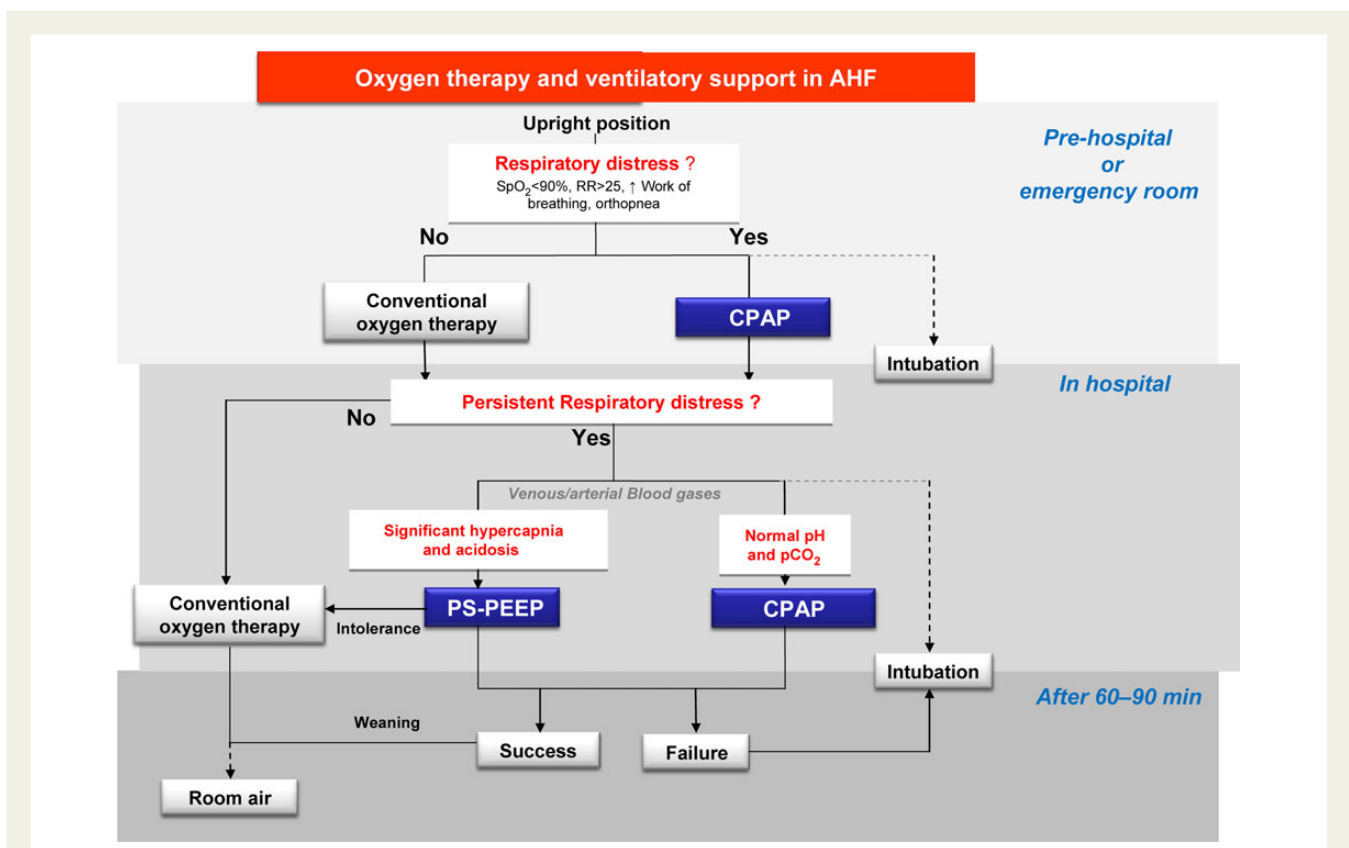 Oxygen therapy and ventilatory support in AHF
Upright position
Pre-hospital
or
emergency room
Respiratory distress ?
SpO₂<90%, RR>25, ↑ Work of
breathing, orthopnea
No
Yes
Conventional
oxygen therapy
CPAP
Intubation
In hospital
Persistent Respiratory distress ?
No
Yes
Venous/arterial Blood gases
Significant hypercapnia
and acidosis
Normal pH
and pCO₂
Conventional
oxygen therapy
Intolerance
PS-PEEP
CPAP
Intubation
After 60–90 min
Weaning
Success
Failure
Room air